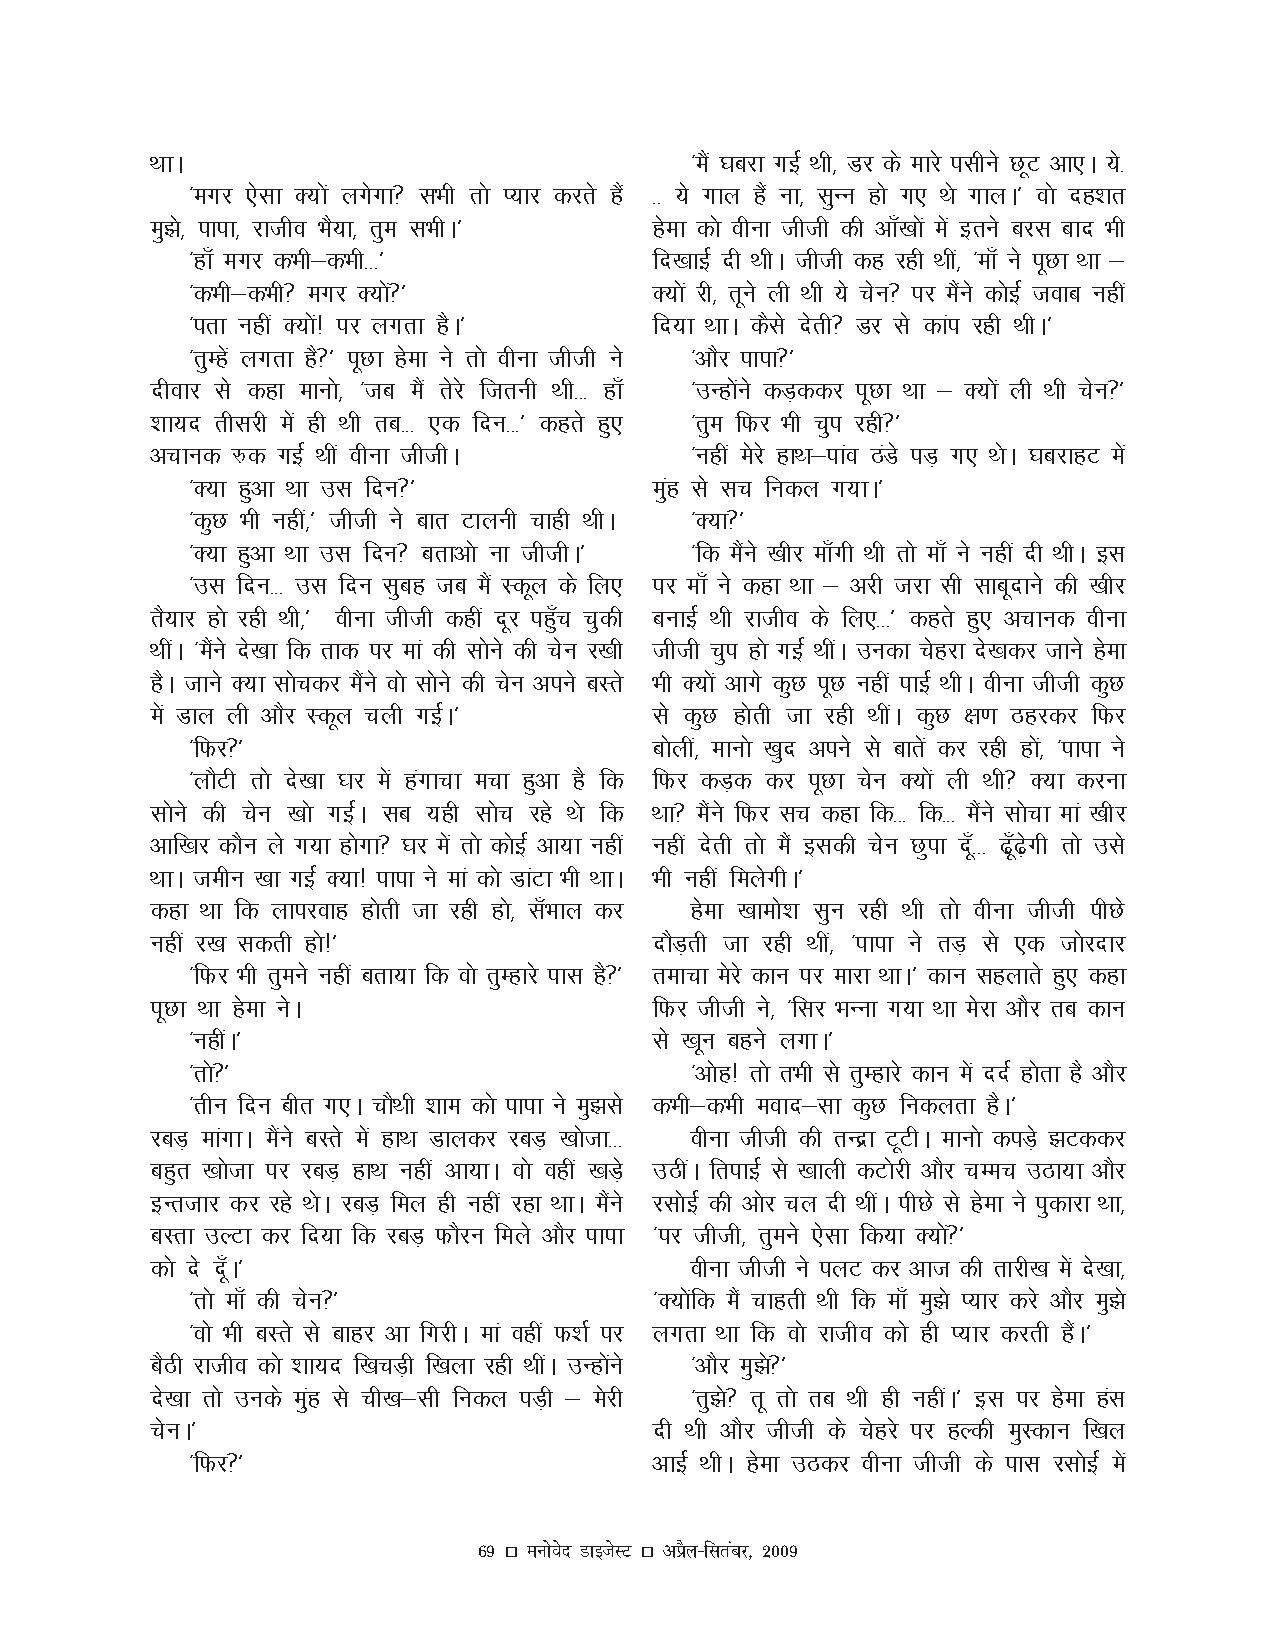 था।
'मगर ऐसा क्यों लगेगा? सभी तो प्यार करते हैं
मुझे, पापा, राजीव भैया, तुम सभी।'
'हाँ मगर कभी–कभी...'
'कभी–कभी? मगर क्यों?'
'पता नहीं क्यों! पर लगता है।'
'तुम्हें लगता है?' पूछा हेमा ने तो वीना जीजी ने
दीवार से कहा मानो, 'जब मैं तेरे जितनी थी... हाँ
शायद तीसरी में ही थी तब... एक दिन...' कहते हुए
अचानक रुक गई थीं वीना जीजी।
'क्या हुआ था उस दिन?'
'कुछ भी नहीं,' जीजी ने बात टालनी चाही थी।
'क्या हुआ था उस दिन? बताओ ना जीजी।'
'उस दिन... उस दिन सुबह जब मैं स्कूल के लिए
तैयार हो रही थी,' वीना जीजी कहीं दूर पहुँच चुकी
थीं। 'मैंने देखा कि ताक पर मां की सोने की चेन रखी
है। जाने क्या सोचकर मैंने वो सोने की चेन अपने बस्ते
में डाल ली और स्कूल चली गई।'
'फिर?'
'लौटी तो देखा घर में हंगाचा मचा हुआ है कि
सोने की चेन खो गई। सब यही सोच रहे थे कि
आखिर कौन ले गया होगा? घर में तो कोई आया नहीं
था। जमीन खा गई क्या! पापा ने मां को डांटा भी था।
कहा था कि लापरवाह होती जा रही हो, सँभाल कर
नहीं रख सकती हो!'
'फिर भी तुमने नहीं बताया कि वो तुम्हारे पास है?'
पूछा था हेमा ने।
'नहीं।'
'तो?'
'तीन दिन बीत गए। चौथी शाम को पापा ने मुझसे
रबड़ मांगा। मैंने बस्ते में हाथ डालकर रबड़ खोजा...
बहुत खोजा पर रबड़ हाथ नहीं आया। वो वहीं खड़े
इन्तजार कर रहे थे। रबड़ मिल ही नहीं रहा था। मैंने
बस्ता उल्टा कर दिया कि रबड़ फौरन मिले और पापा
को दे दूँ।'
'तो माँ की चेन?'
'वो भी बस्ते से बाहर आ गिरी। मां वहीं फर्श पर
बैठी राजीव को शायद खिचड़ी खिला रही थीं। उन्होंने
देखा तो उनके मुंह से चीख–सी निकल पड़ी – मेरी
चेन।'
'फिर?'
'मैं घबरा गई थी, डर के मारे पसीने छूट आए। ये.
.. ये गाल हैं ना, सुन्न हो गए थे गाल।' वो दहशत
हेमा को वीना जीजी की आँखों में इतने बरस बाद भी
दिखाई दी थी। जीजी कह रही थीं, 'माँ ने पूछा था –
क्यों री, तूने ली थी ये चेन? पर मैंने कोई जवाब नहीं
दिया था। कैसे देती? डर से कांप रही थी।'
'और पापा?'
'उन्होंने कड़ककर पूछा था – क्यों ली थी चेन?'
'तुम फिर भी चुप रही?'
'नहीं मेरे हाथ–पांव ठंडे पड़ गए थे। घबराहट में
मुंह से सच निकल गया।'
'क्या?'
'कि मैंने खीर माँगी थी तो माँ ने नहीं दी थी। इस
पर माँ ने कहा था – अरी जरा सी साबूदाने की खीर
बनाई थी राजीव के लिए...' कहते हुए अचानक वीना
जीजी चुप हो गई थीं। उनका चेहरा देखकर जाने हेमा
भी क्यों आगे कुछ पूछ नहीं पाई थी। वीना जीजी कुछ
से कुछ होती जा रही थीं। कुछ क्षण ठहरकर फिर
बोलीं, मानो खुद अपने से बातें कर रही हों, 'पापा ने
फिर कड़क कर पूछा चेन क्यों ली थी? क्या करना
था? मैंने फिर सच कहा कि... कि... मैंने सोचा मां खीर
नहीं देती तो मैं इसकी चेन छुपा दूँ... ढूँढ़ेगी तो उसे
भी नहीं मिलेगी।'
हेमा खामोश सुन रही थी तो वीना जीजी पीछे
दौड़ती जा रही थीं, 'पापा ने तड़ से एक जोरदार
तमाचा मेरे कान पर मारा था।' कान सहलाते हुए कहा
फिर जीजी ने, 'सिर भन्ना गया था मेरा और तब कान
से खून बहने लगा।'
'ओह! तो तभी से तुम्हारे कान में दर्द होता है और
कभी–कभी मवाद–सा कुछ निकलता है।'
वीना जीजी की तन्द्रा टूटी। मानो कपड़े झटककर
उठीं। तिपाई से खाली कटोरी और चम्मच उठाया और
रसोई की ओर चल दी थीं। पीछे से हेमा ने पुकारा था,
'पर जीजी, तुमने ऐसा किया क्यों?'
वीना जीजी ने पलट कर आज की तारीख में देखा,
'क्योंकि मैं चाहती थी कि माँ मुझे प्यार करे और मुझे
लगता था कि वो राजीव को ही प्यार करती हैं।'
'और मुझे?'
'तुझे? तू तो तब थी ही नहीं।' इस पर हेमा हंस
दी थी और जीजी के चेहरे पर हल्की मुस्कान खिल
आई थी। हेमा उठकर वीना जीजी के पास रसोई में
69 □ मनोवेद डाइजेस्ट □ अप्रैल-सितंबर, 2009